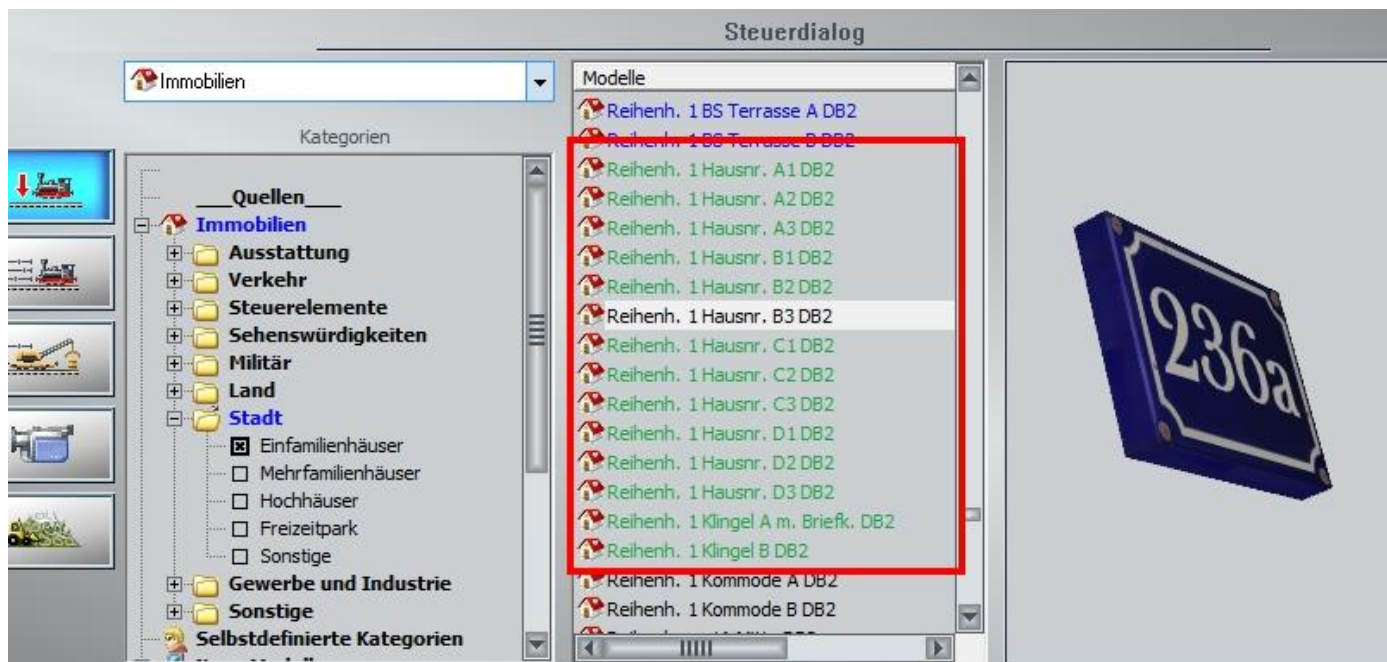 Steuerdialog
Immobilien
Kategorien
___Quellen___
Immobilien
Ausstattung
Verkehr
Steuerelemente
Sehenswürdigkeiten
Militär
Land
Stadt
Einfamilienhäuser
Mehrfamilienhäuser
Hochhäuser
Freizeitpark
Sonstige
Gewerbe und Industrie
Sonstige
Selbstdefinierte Kategorien
Modelle
Reihenh. 1 BS Terrasse A DB2
Reihenh. 1 BS Terrasse B DB2
Reihenh. 1 Hausnr. A1 DB2
Reihenh. 1 Hausnr. A2 DB2
Reihenh. 1 Hausnr. A3 DB2
Reihenh. 1 Hausnr. B1 DB2
Reihenh. 1 Hausnr. B2 DB2
Reihenh. 1 Hausnr. B3 DB2
Reihenh. 1 Hausnr. C1 DB2
Reihenh. 1 Hausnr. C2 DB2
Reihenh. 1 Hausnr. C3 DB2
Reihenh. 1 Hausnr. D1 DB2
Reihenh. 1 Hausnr. D2 DB2
Reihenh. 1 Hausnr. D3 DB2
Reihenh. 1 Klingel A m. Briefk. DB2
Reihenh. 1 Klingel B DB2
Reihenh. 1 Kommode A DB2
Reihenh. 1 Kommode B DB2
236a